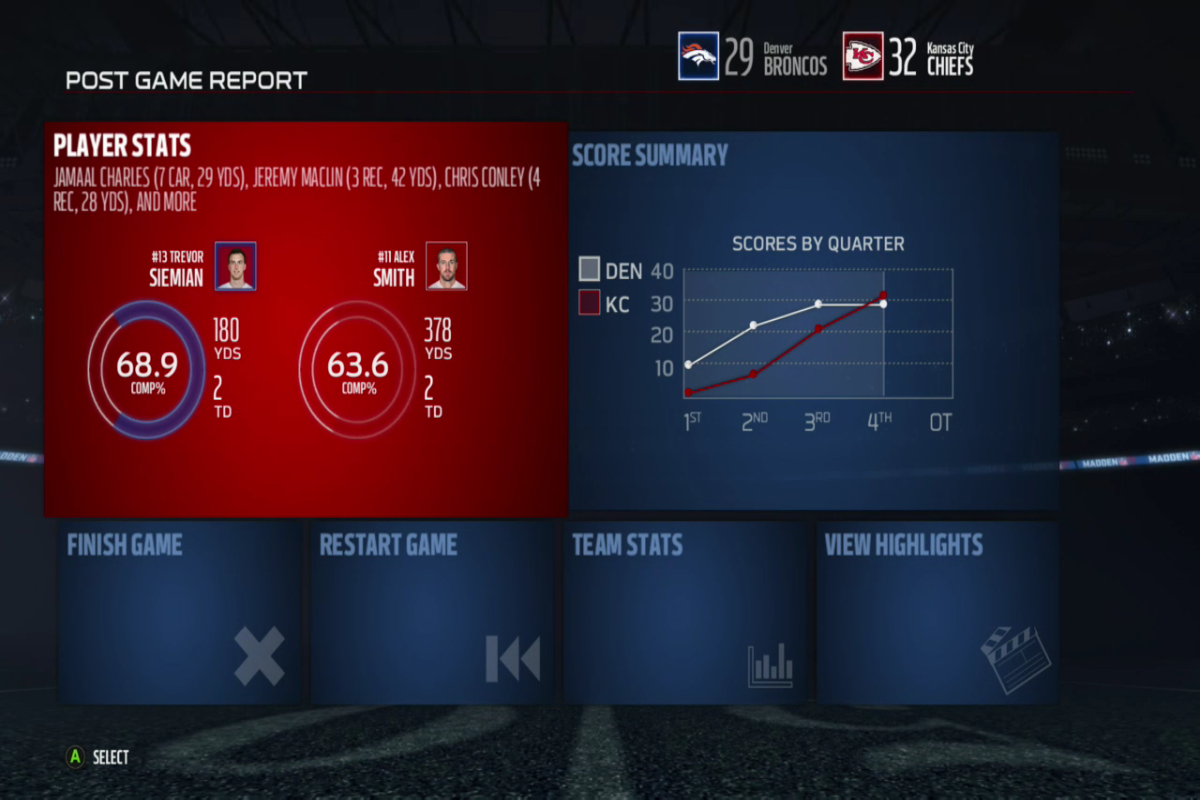 POST GAME REPORT
29 Denver BRONCOS
32 Kansas City CHIEFS
PLAYER STATS
JAMAAL CHARLES (7 CAR, 29 YDS), JEREMY MACLIN (3 REC, 42 YDS), CHRIS CONLEY (4
REC, 28 YDS), AND MORE
#13 TREVOR
SIEMIAN
68.9
COMP%
180
YDS
2
TD
#11 ALEX
SMITH
63.6
COMP%
378
YDS
2
TD
SCORE SUMMARY
SCORES BY QUARTER
DEN
KC
40
30
20
10
1ST 2ND 3RD 4TH OT
FINISH GAME
RESTART GAME
TEAM STATS
VIEW HIGHLIGHTS
MADDEN MADDEN
A SELECT